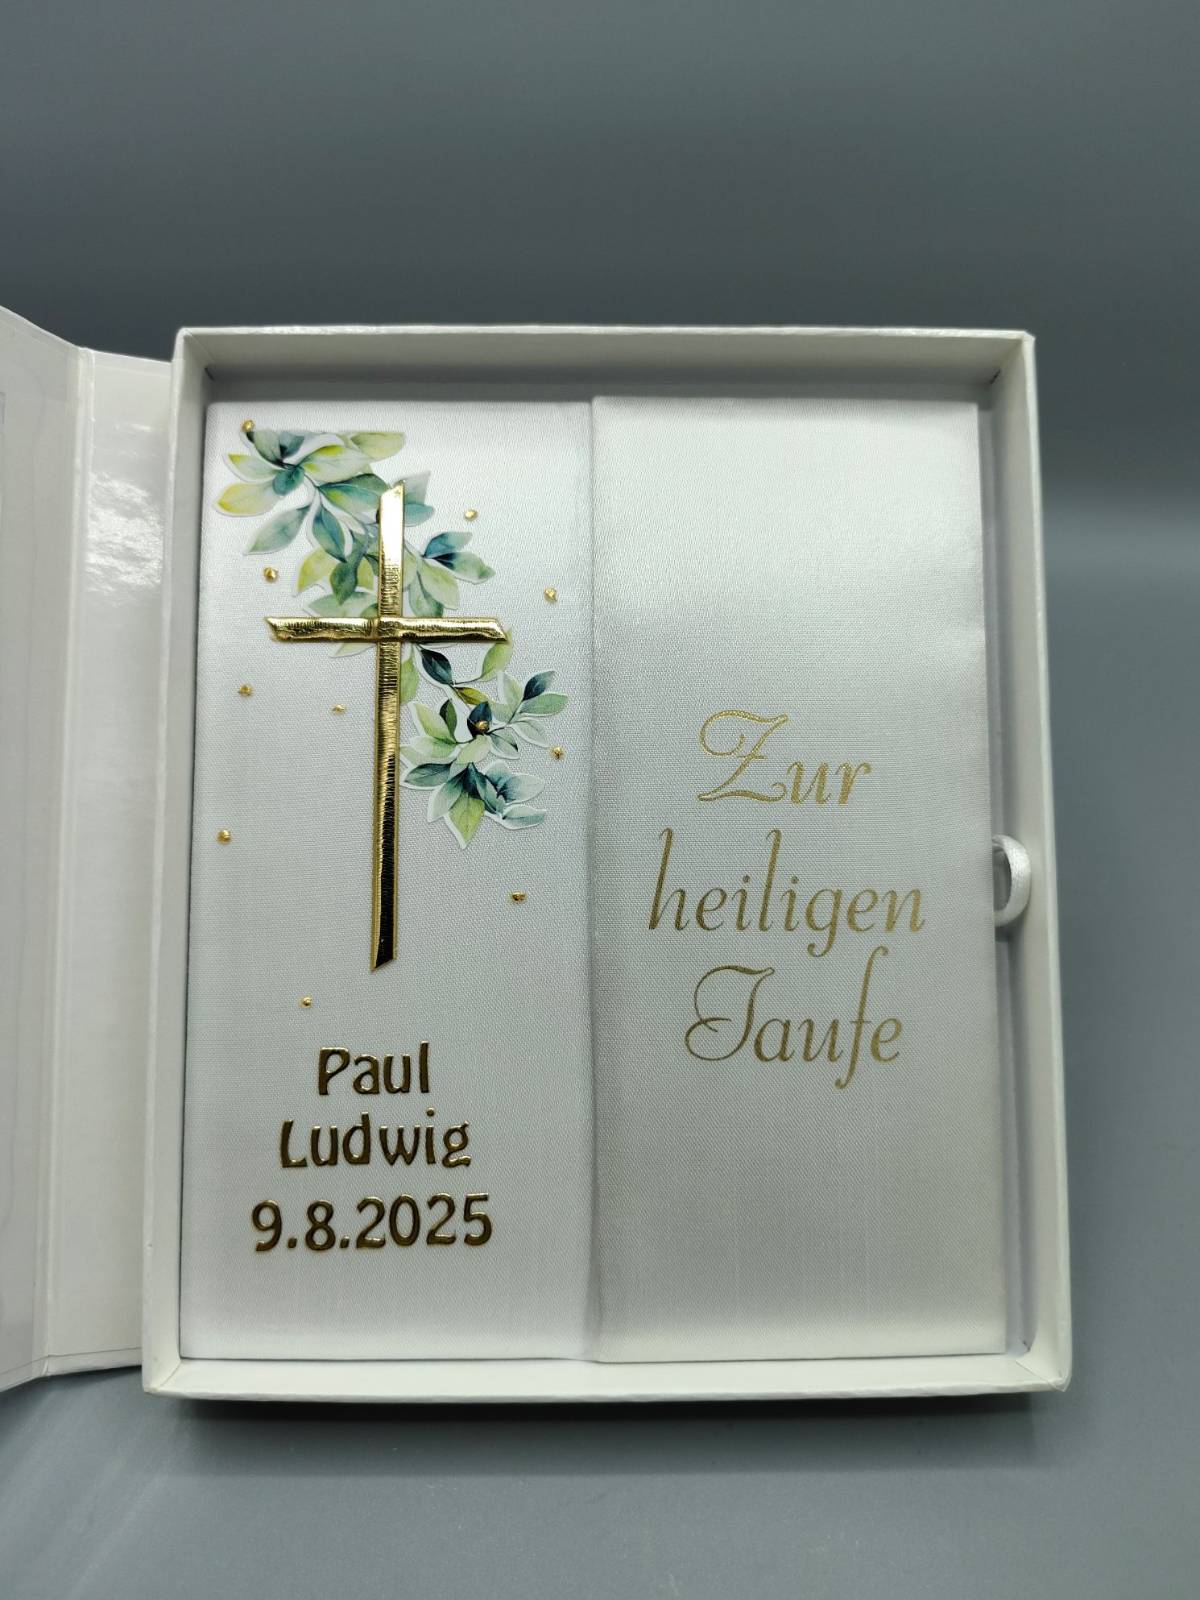 Paul
Ludwig
9.8.2025
Zur
heiligen
Taufe